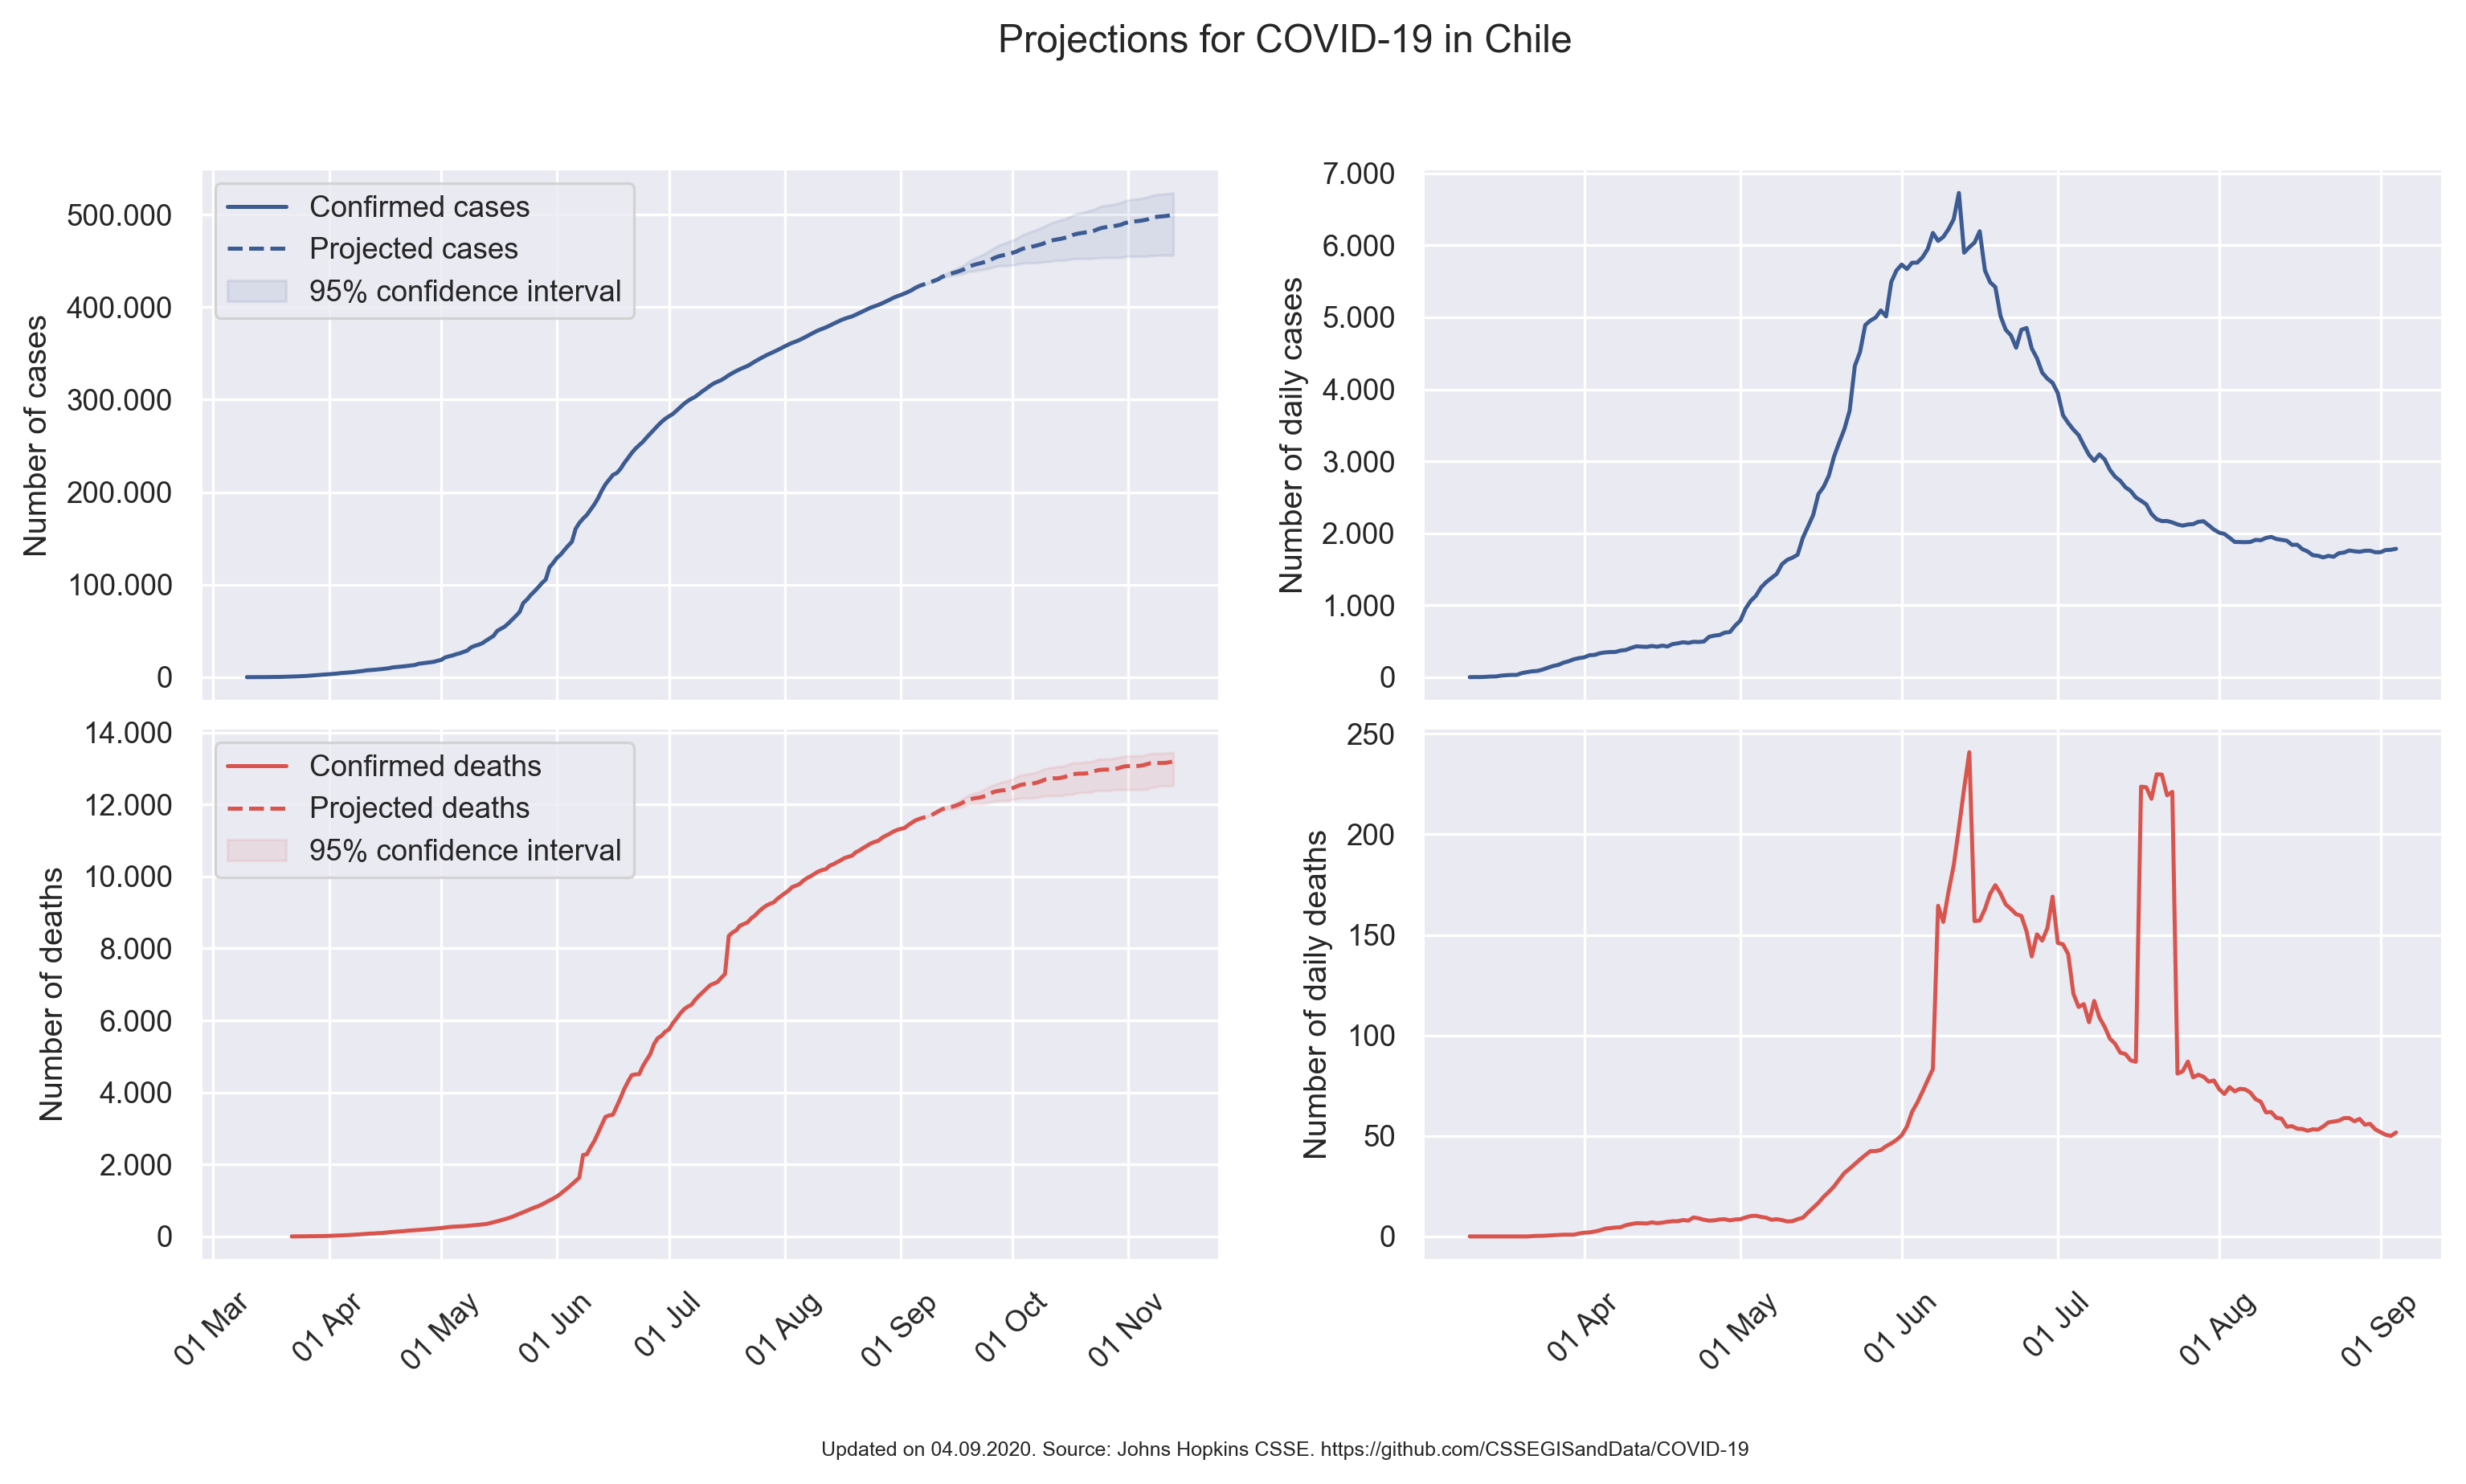 Projections for COVID-19 in Chile
Number of cases
500.000
400.000
300.000
200.000
100.000
0
Confirmed cases
Projected cases
95% confidence interval
Number of daily cases
7.000
6.000
5.000
4.000
3.000
2.000
1.000
0
Number of deaths
14.000
12.000
10.000
8.000
6.000
4.000
2.000
0
Confirmed deaths
Projected deaths
95% confidence interval
01 Mar
01 Apr
01 May
01 Jun
01 Jul
01 Aug
01 Sep
01 Oct
01 Nov
Number of daily deaths
250
200
150
100
50
0
01 Apr
01 May
01 Jun
01 Jul
01 Aug
01 Sep
Updated on 04.09.2020. Source: Johns Hopkins CSSE. https://github.com/CSSEGISandData/COVID-19